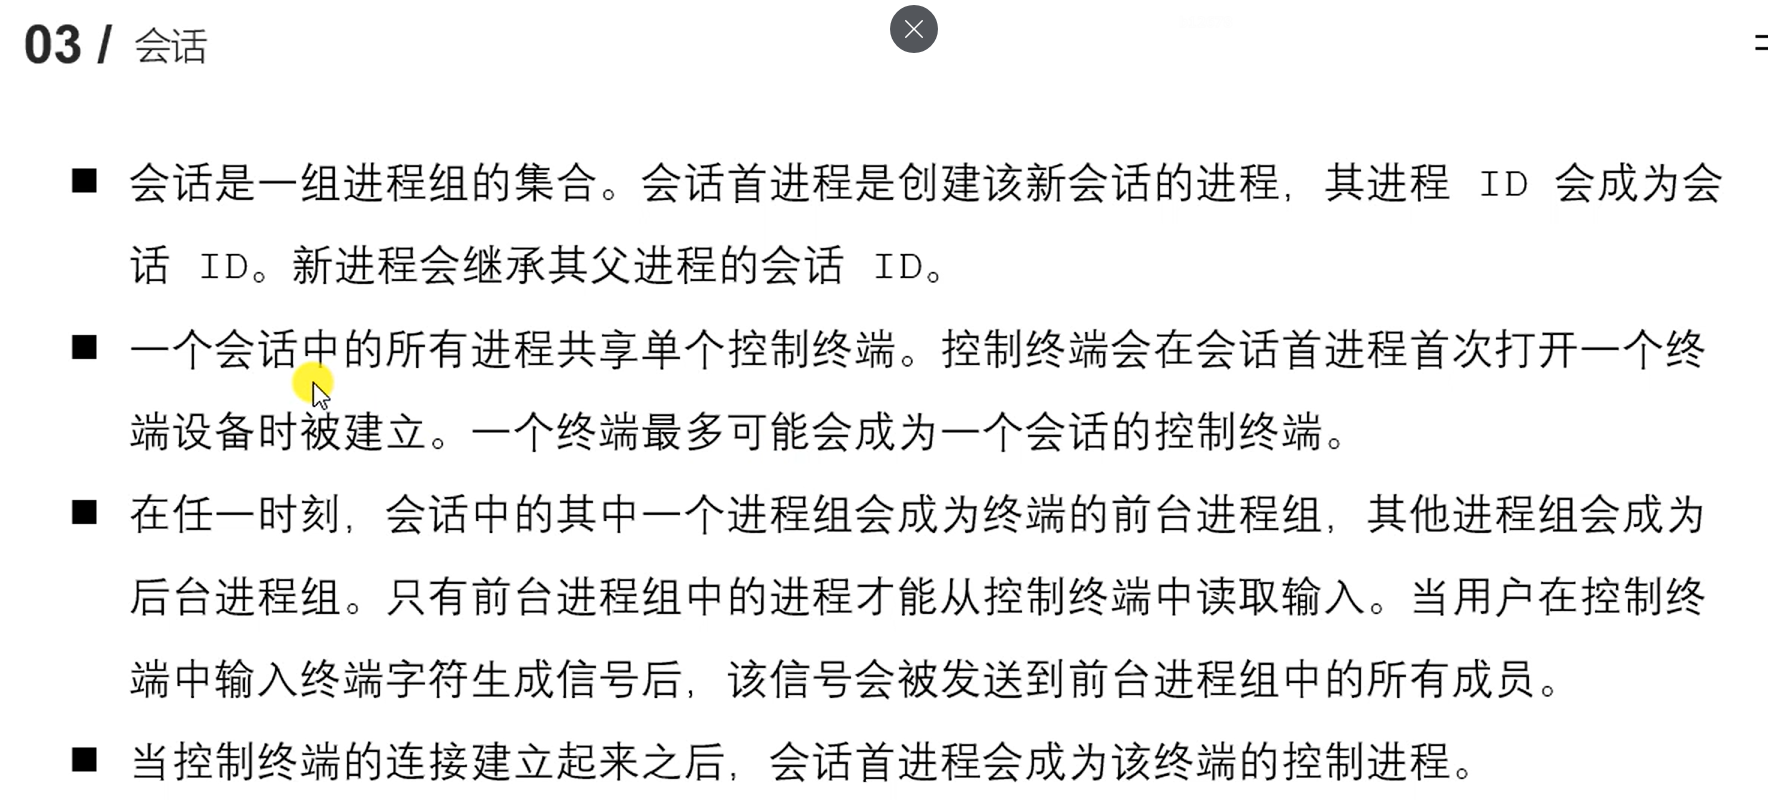 03 / 会话
■ 会话是一组进程组的集合。会话首进程是创建该新会话的进程，其进程 ID 会成为会
话 ID。新进程会继承其父进程的会话 ID。
■ 一个会话中的所有进程共享单个控制终端。控制终端会在会话首进程首次打开一个终
端设备时被建立。一个终端最多可能会成为一个会话的控制终端。
■ 在任一时刻，会话中的其中一个进程组会成为终端的前台进程组，其他进程组会成为
后台进程组。只有前台进程组中的进程才能从控制终端中读取输入。当用户在控制终
端中输入终端字符生成信号后，该信号会被发送到前台进程组中的所有成员。
■ 当控制终端的连接建立起来之后，会话首进程会成为该终端的控制进程。